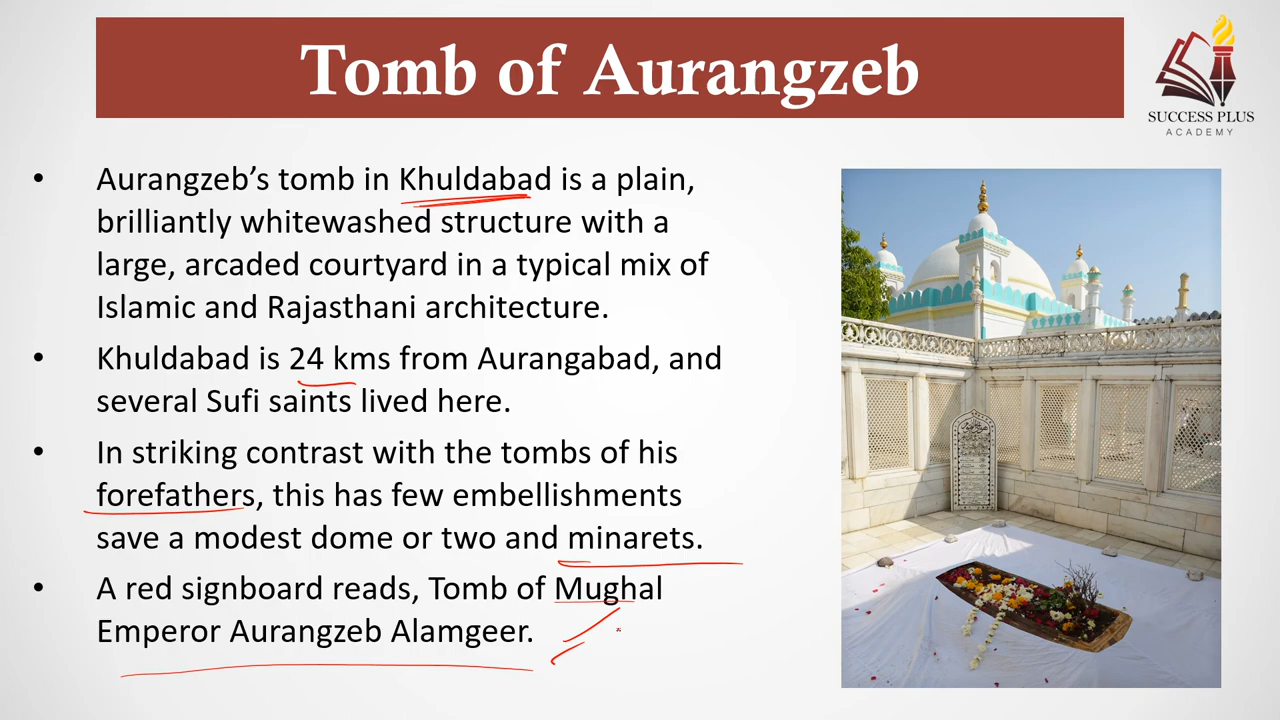 Tomb of Aurangzeb
SUCCESS PLUS
ACADEMY
• Aurangzeb’s tomb in Khuldabad is a plain,
brilliantly whitewashed structure with a
large, arcaded courtyard in a typical mix of
Islamic and Rajasthani architecture.
• Khuldabad is 24 kms from Aurangabad, and
several Sufi saints lived here.
• In striking contrast with the tombs of his
forefathers, this has few embellishments
save a modest dome or two and minarets.
• A red signboard reads, Tomb of Mughal
Emperor Aurangzeb Alamgeer.